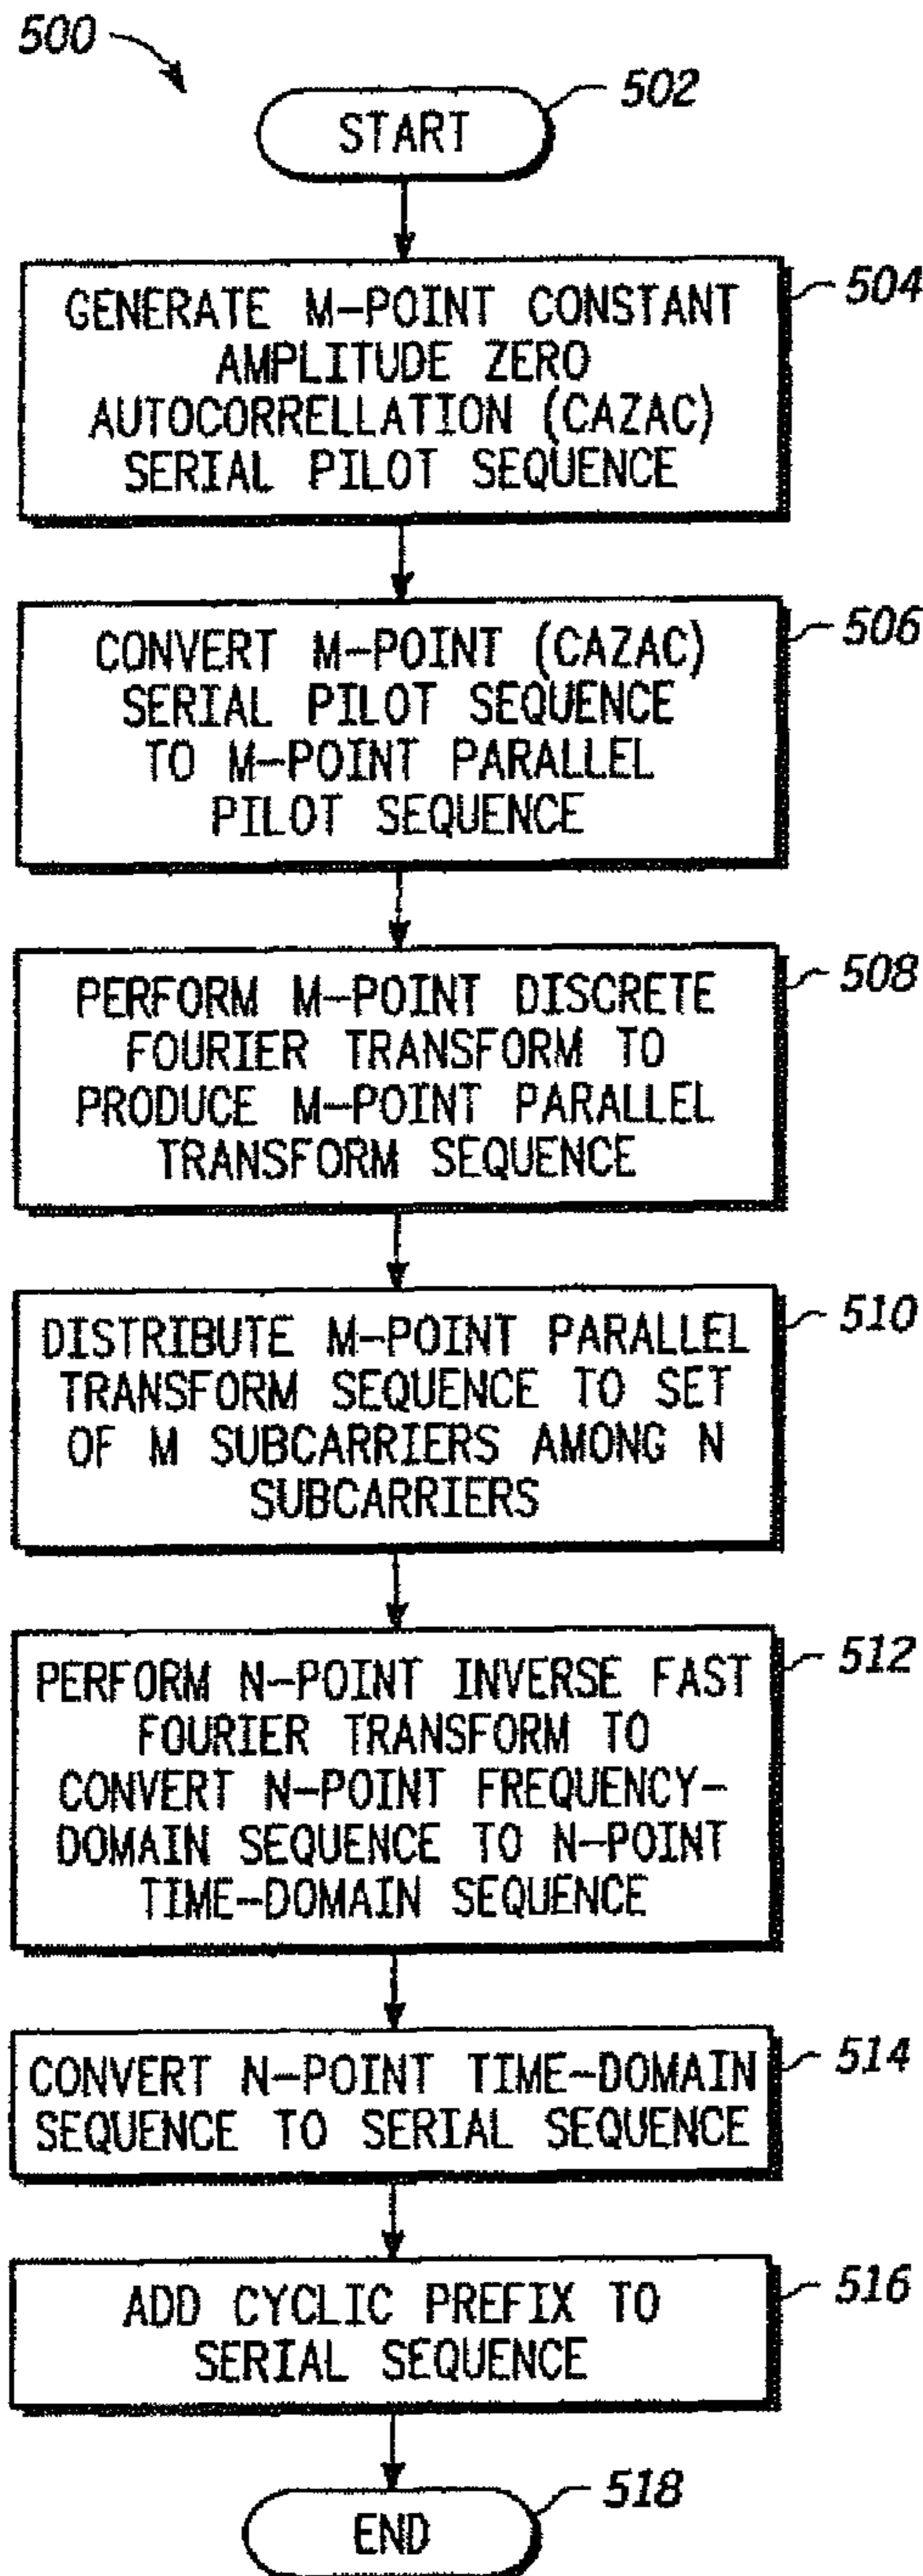 500
START
502
GENERATE M-POINT CONSTANT
AMPLITUDE ZERO
AUTOCORRELLATION (CAZAC)
SERIAL PILOT SEQUENCE
504
CONVERT M-POINT (CAZAC)
SERIAL PILOT SEQUENCE
TO M-POINT PARALLEL
PILOT SEQUENCE
506
PERFORM M-POINT DISCRETE
FOURIER TRANSFORM TO
PRODUCE M-POINT PARALLEL
TRANSFORM SEQUENCE
508
DISTRIBUTE M-POINT PARALLEL
TRANSFORM SEQUENCE TO SET
OF M SUBCARRIERS AMONG N
SUBCARRIERS
510
PERFORM N-POINT INVERSE FAST
FOURIER TRANSFORM TO
CONVERT N-POINT FREQUENCY-
DOMAIN SEQUENCE TO N-POINT
TIME-DOMAIN SEQUENCE
512
CONVERT N-POINT TIME-DOMAIN
SEQUENCE TO SERIAL SEQUENCE
514
ADD CYCLIC PREFIX TO
SERIAL SEQUENCE
516
END
518